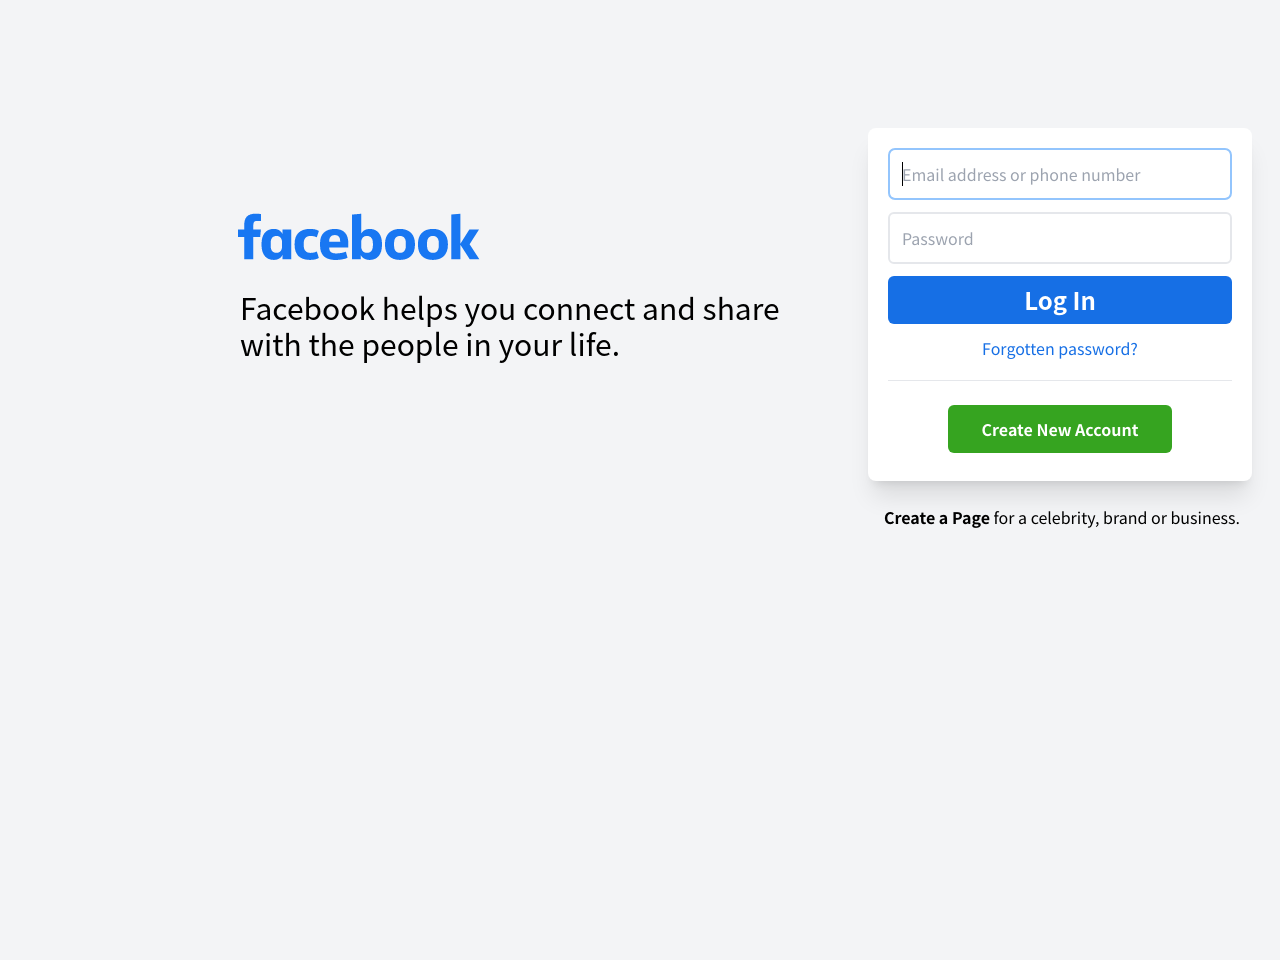 facebook
Facebook helps you connect and share
with the people in your life.
Email address or phone number
Password
Log In
Forgotten password?
Create New Account
Create a Page for a celebrity, brand or business.